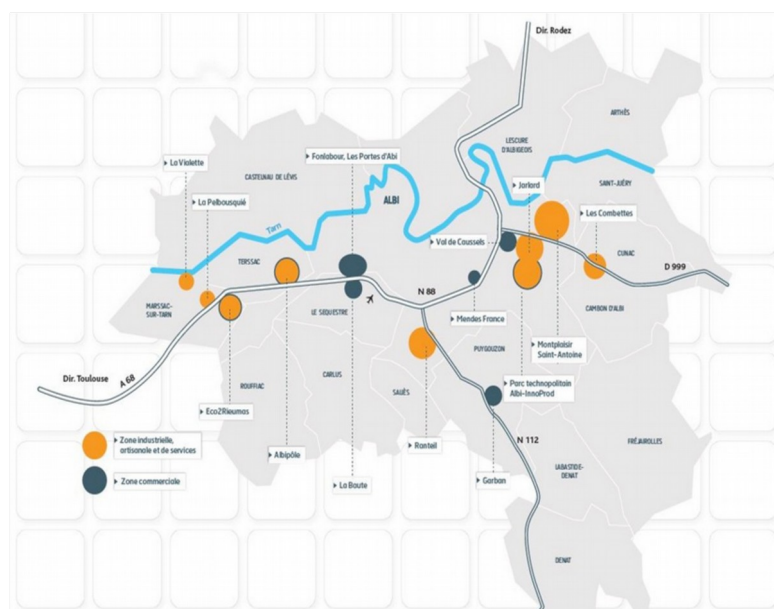 Dir. Rodez
ARTHÈS
LESCURE
D'ALBIGEOIS
▸ La Violette
▸ Fonlabour, Les Portes d'Abi
CASTELNAU DE LÉVIS
▸ Jarlard
SAINT-JUÉRY
▸ La Pelbousquié
ALBI
▸ Les Combettes
Tarn
▸ Val de Caussels
TERSSAC
CUNAC
D 999
N 88
MARSSAC-
SUR-TARN
LE SEQUESTRE
▸ Mendes France
CAMBON D'ALBI
▸ Montplaisir
Saint-Antoine
PUYGOUZON
Dir. Toulouse
A 68
ROUFFIAC
CARLUS
SALIÈS
▸ Parc technopolitain
Albi-InnoProd
▸ Eco2Rieumas
▸ Zone industrielle,
artisanale et de services
▸ Albipôle
▸ Ranteil
N 112
FRÉJAIROLLES
▸ Zone commerciale
▸ La Baute
▸ Garban
LABASTIDE-
DENAT
DENAT